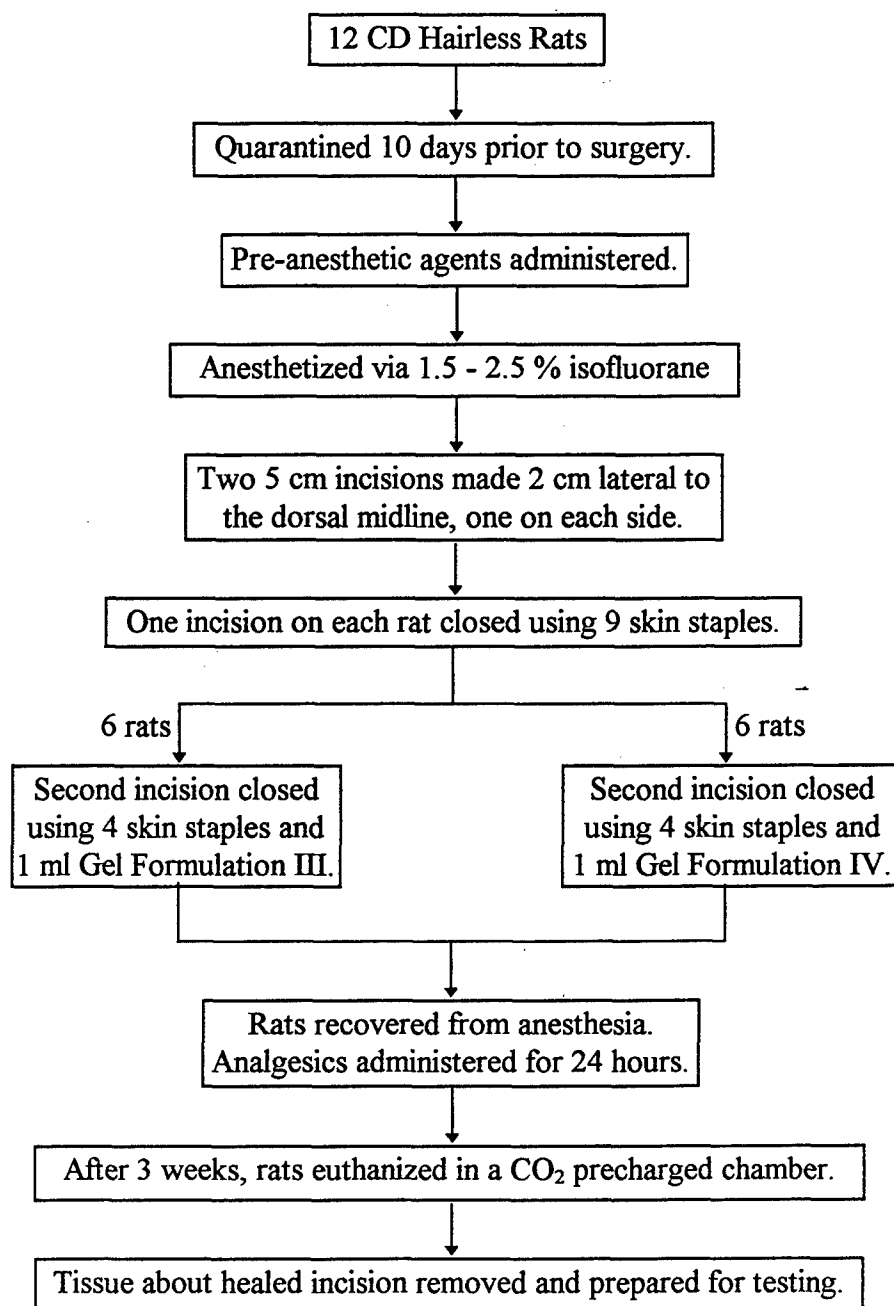 12 CD Hairless Rats
Quarantined 10 days prior to surgery.
Pre-anesthetic agents administered.
Anesthetized via 1.5 - 2.5 % isofluorane
Two 5 cm incisions made 2 cm lateral to
the dorsal midline, one on each side.
One incision on each rat closed using 9 skin staples.
6 rats
6 rats
Second incision closed
using 4 skin staples and
1 ml Gel Formulation III.
Second incision closed
using 4 skin staples and
1 ml Gel Formulation IV.
Rats recovered from anesthesia.
Analgesics administered for 24 hours.
After 3 weeks, rats euthanized in a CO₂ precharged chamber.
Tissue about healed incision removed and prepared for testing.